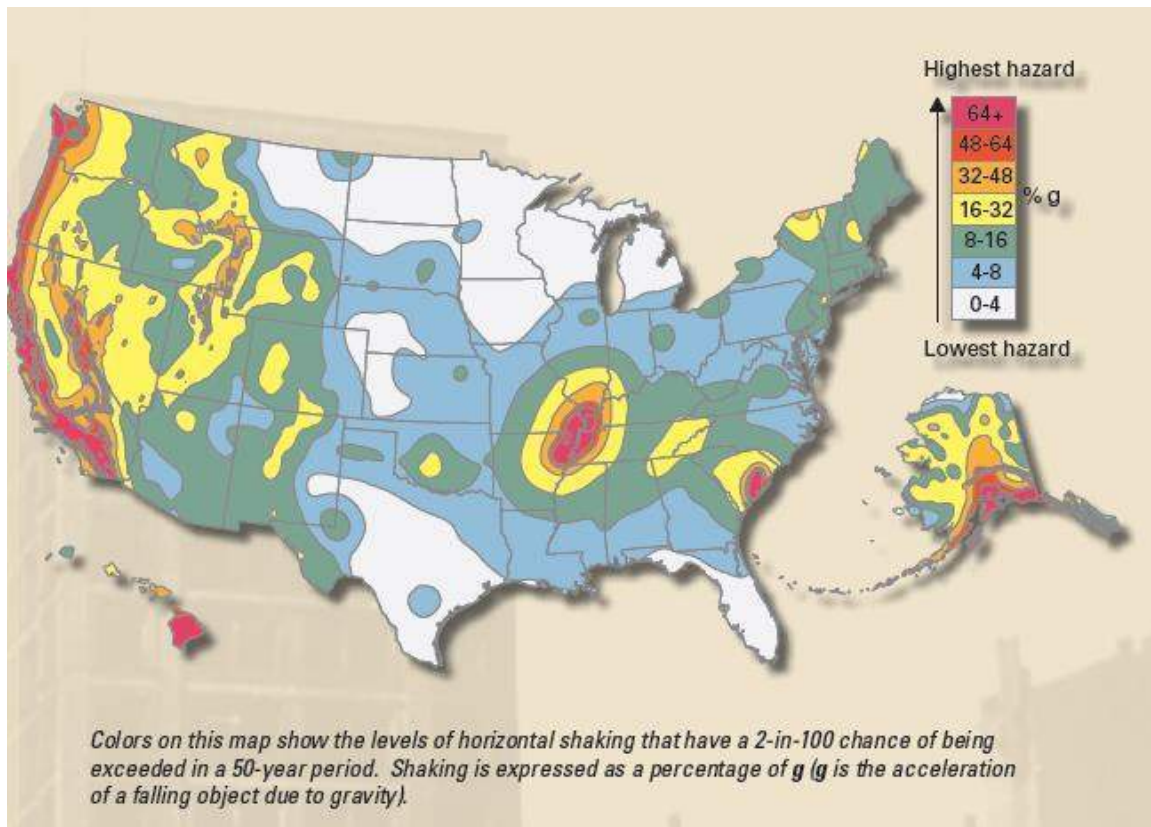 Highest hazard
64+
48-64
32-48
16-32
8-16
4-8
0-4
% g
Lowest hazard
Colors on this map show the levels of horizontal shaking that have a 2-in-100 chance of being
exceeded in a 50-year period. Shaking is expressed as a percentage of g (g is the acceleration
of a falling object due to gravity).